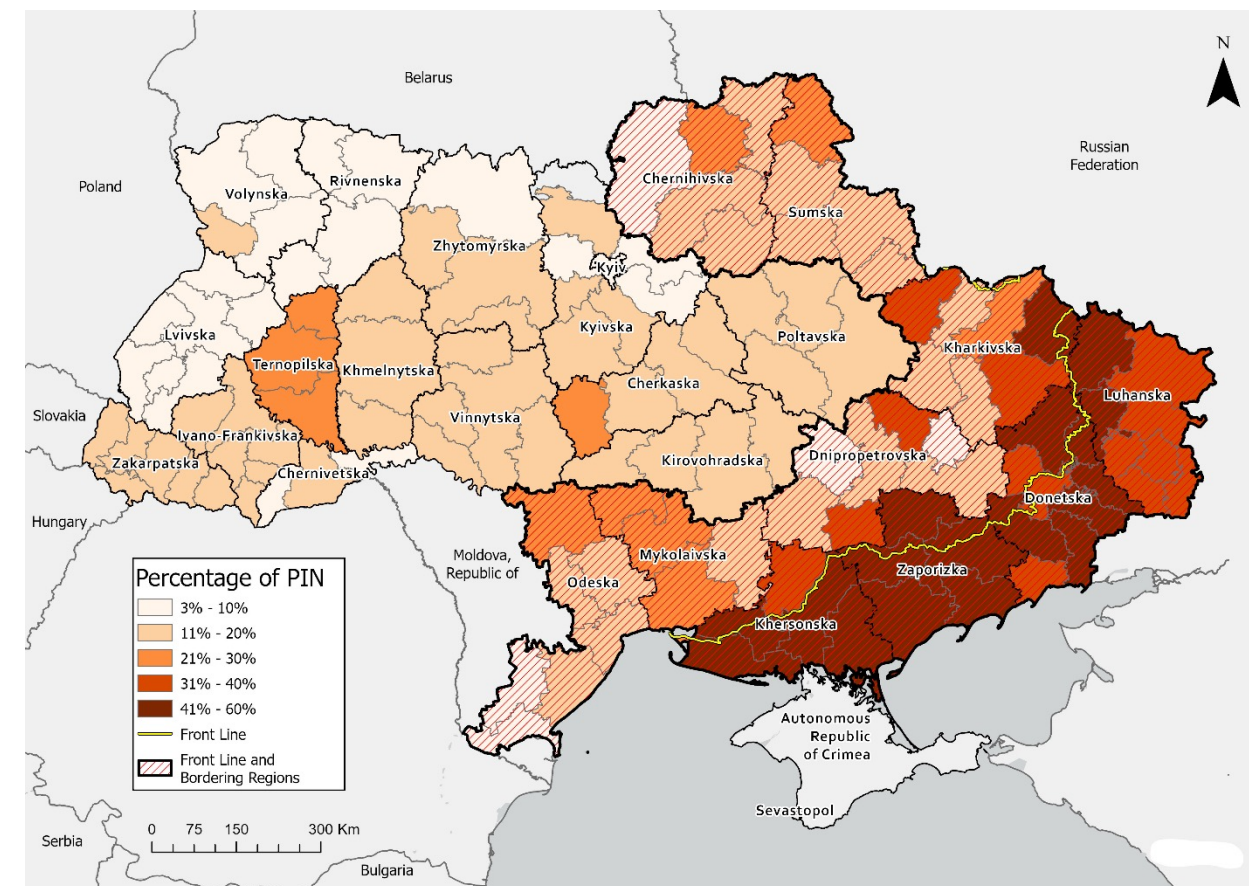 N
Belarus
Russian
Federation
Poland
Volynska
Rivnenska
Chernihivska
Sumska
Zhytomyrska
Kyiv
Lvivska
Kyivska
Poltavska
Kharkivska
Ternopilska
Khmelnytska
Cherkaska
Luhanska
Slovakia
Vinnytska
Ivano-Frankivska
Zakarpatska
Chernivetska
Kirovohradska
Dnipropetrovska
Donetska
Hungary
Moldova,
Republic of
Mykolaivska
Odeska
Zaporizka
Khersonska
Autonomous
Republic
of Crimea
Sevastopol
Percentage of PIN
3% - 10%
11% - 20%
21% - 30%
31% - 40%
41% - 60%
Front Line
Front Line and
Bordering Regions
0 75 150 300 Km
Serbia
Bulgaria